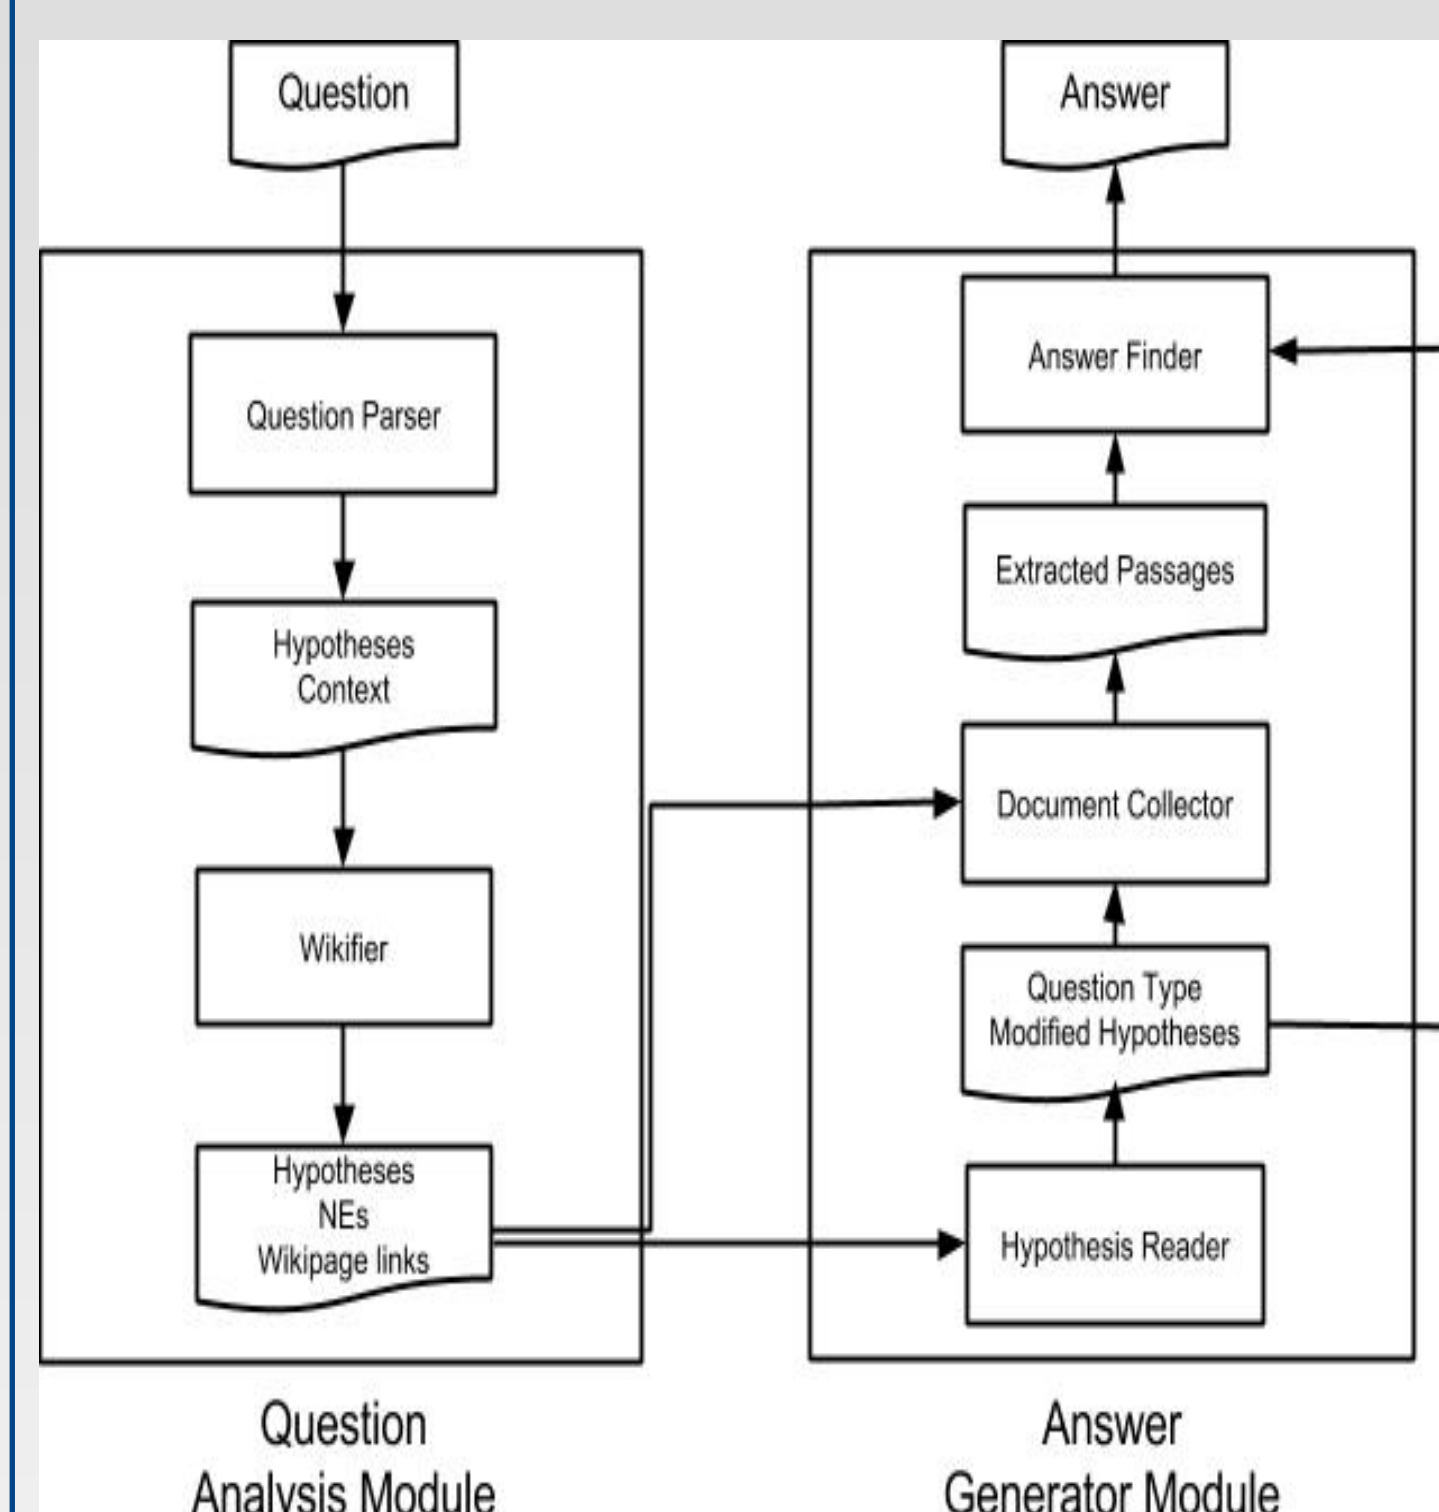 Question
Question Parser
Hypotheses
Context
Wikifier
Hypotheses
NEs
Wikipage links
Question
Analysis Module
Answer
Answer Finder
Extracted Passages
Document Collector
Question Type
Modified Hypotheses
Hypothesis Reader
Answer
Generator Module